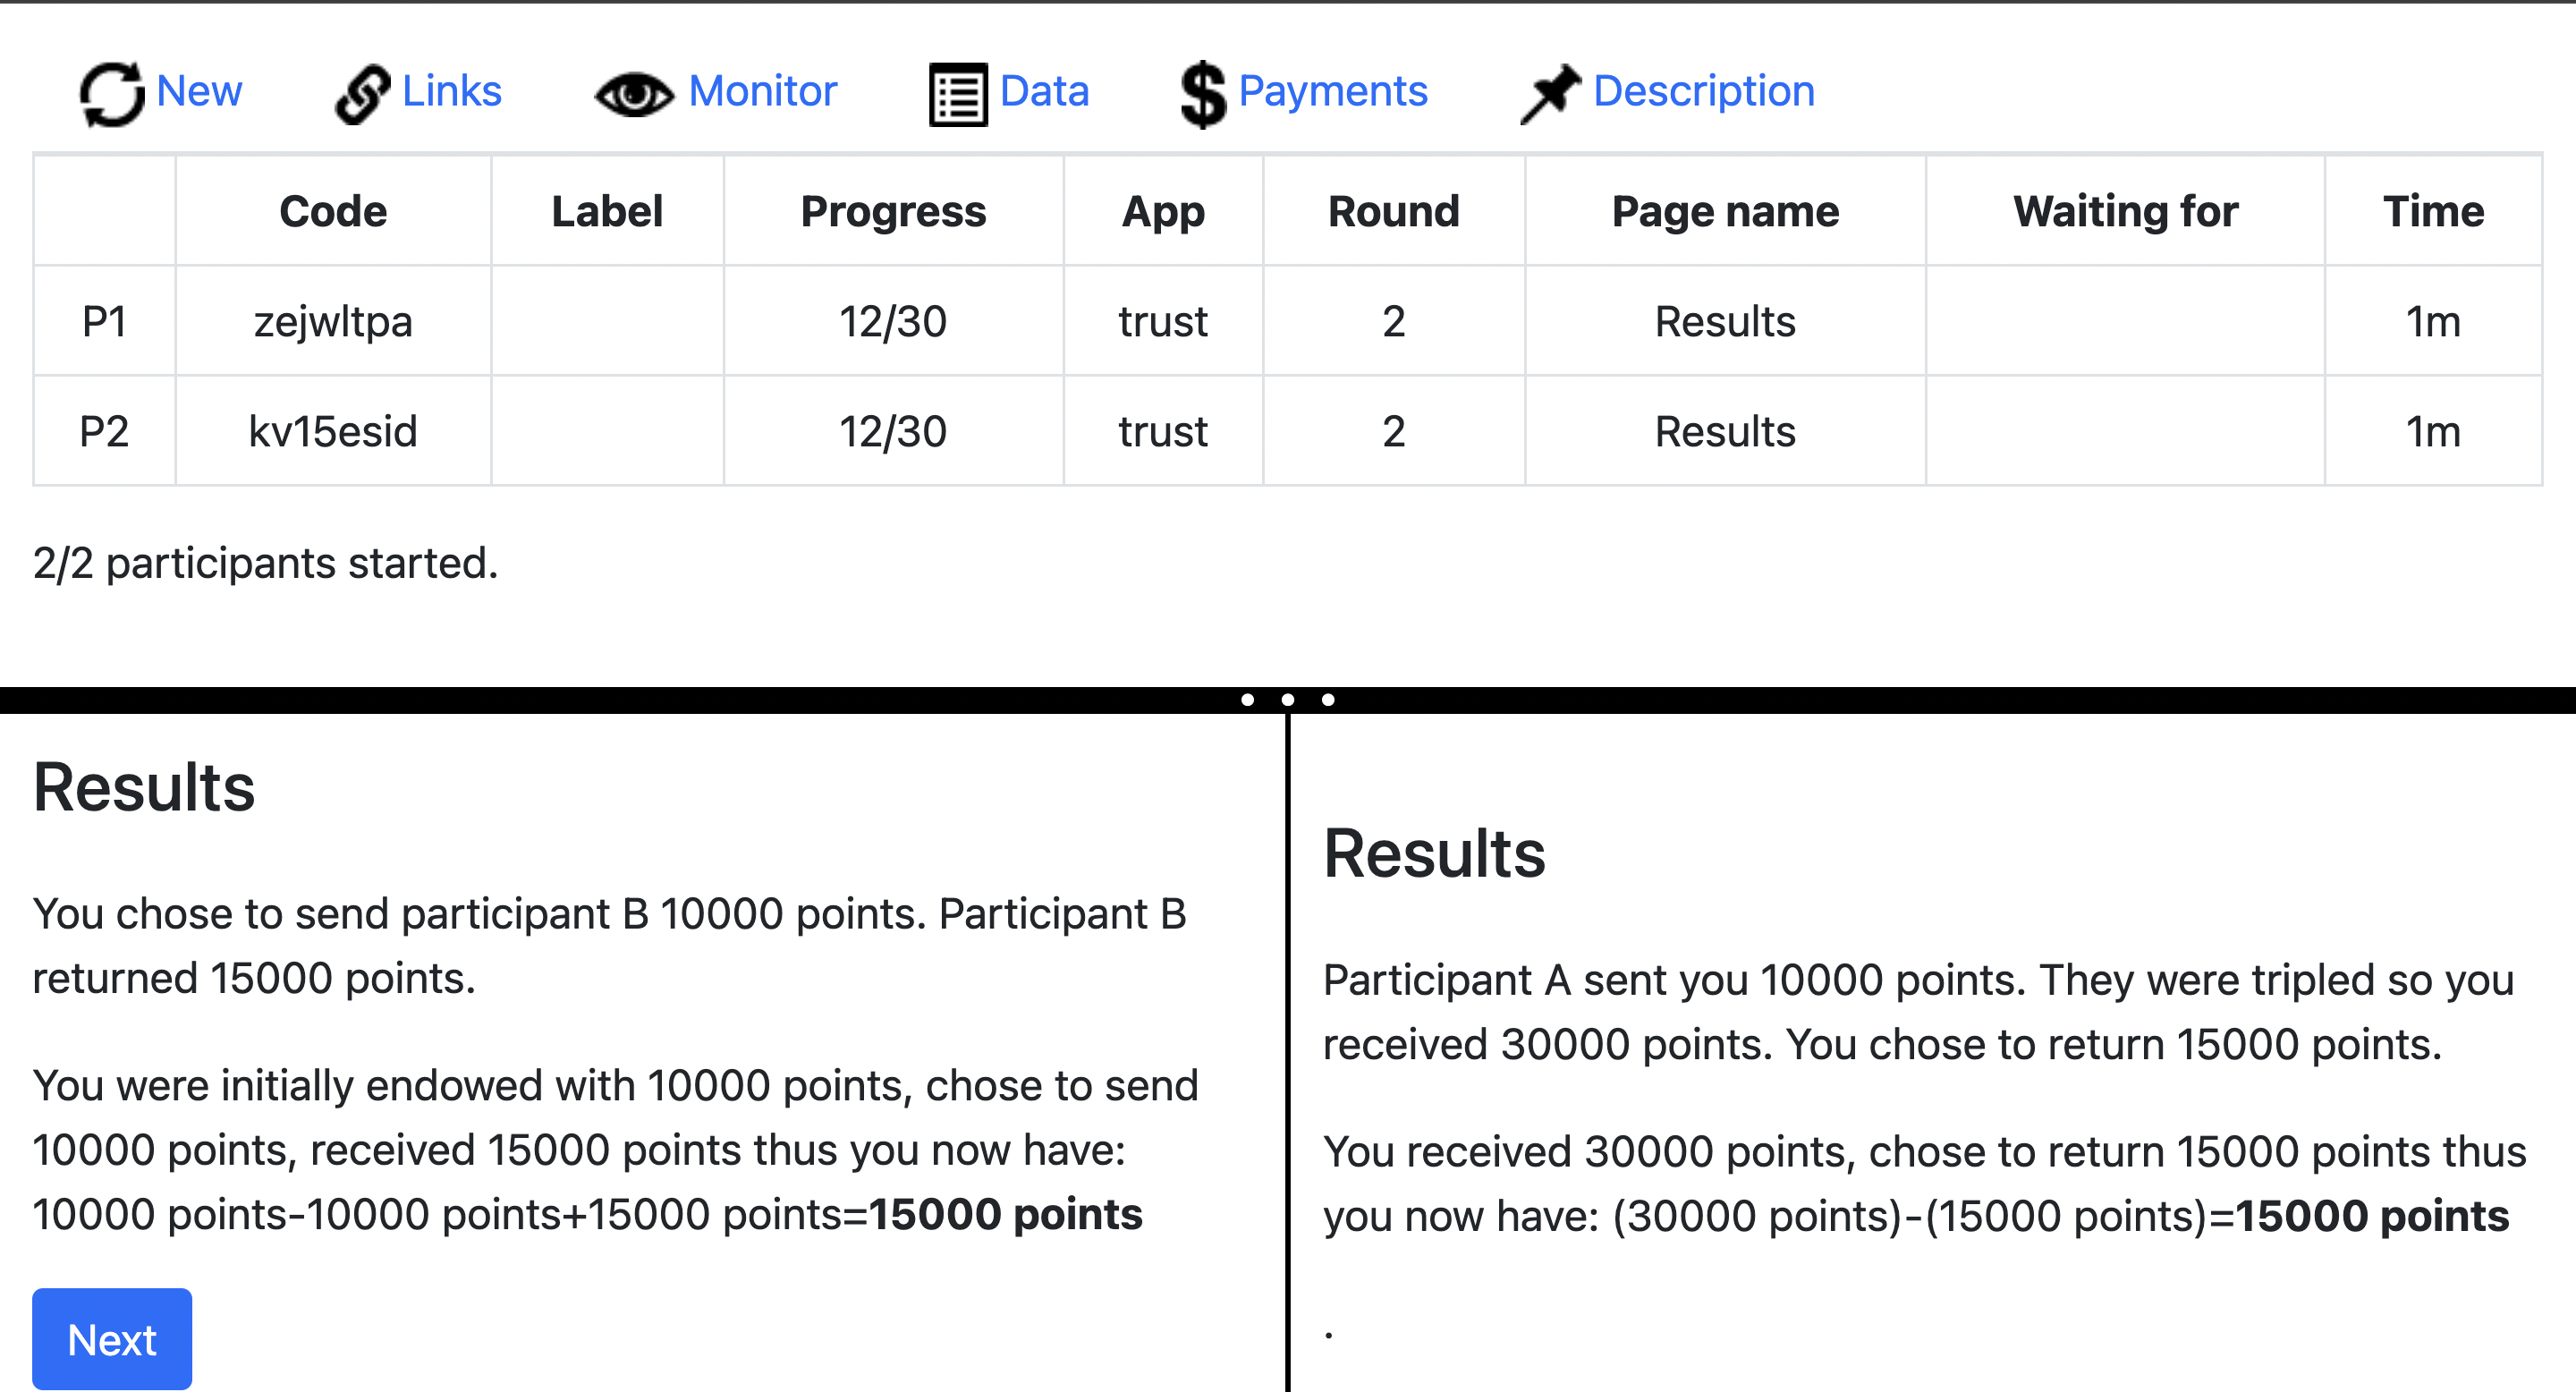 New Links Monitor Data Payments Description
Code Label Progress App Round Page name Waiting for Time
P1 zejwltpa 12/30 trust 2 Results 1m
P2 kv15esid 12/30 trust 2 Results 1m
2/2 participants started.
Results
You chose to send participant B 10000 points. Participant B
returned 15000 points.
You were initially endowed with 10000 points, chose to send
10000 points, received 15000 points thus you now have:
10000 points-10000 points+15000 points=15000 points
Next
Results
Participant A sent you 10000 points. They were tripled so you
received 30000 points. You chose to return 15000 points.
You received 30000 points, chose to return 15000 points thus
you now have: (30000 points)-(15000 points)=15000 points
.